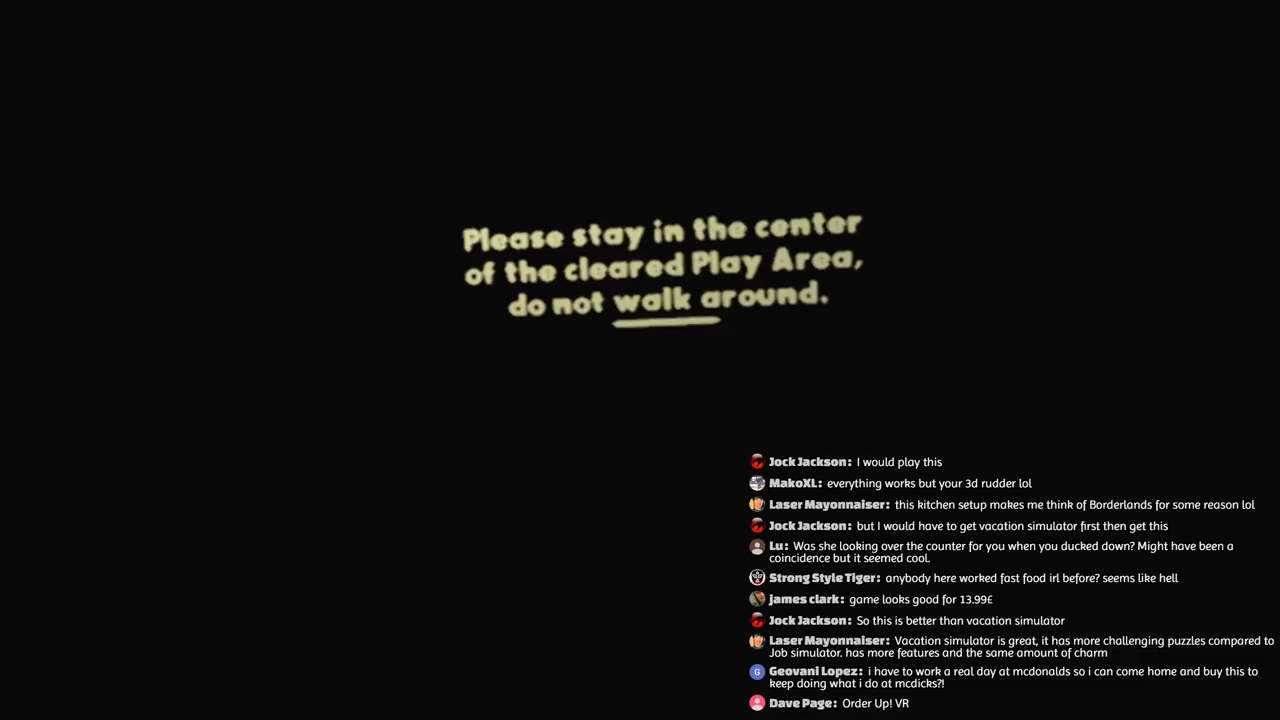 Please stay in the center
of the cleared Play Area,
do not walk around.
Jock Jackson: I would play this
MakoXL: everything works but your 3d rudder lol
Laser Mayonnaiser: this kitchen setup makes me think of Borderlands for some reason lol
Jock Jackson: but I would have to get vacation simulator first then get this
Lu: Was she looking over the counter for you when you ducked down? Might have been a
coincidence but it seemed cool.
Strong Style Tiger: anybody here worked fast food irl before? seems like hell
james clark: game looks good for 13.99£
Jock Jackson: So this is better than vacation simulator
Laser Mayonnaiser: Vacation simulator is great, it has more challenging puzzles compared to
Job simulator. has more features and the same amount of charm
G Geovani Lopez: i have to work a real day at mcdonalds so i can come home and buy this to
keep doing what i do at mcdicks?!
Dave Page: Order Up! VR